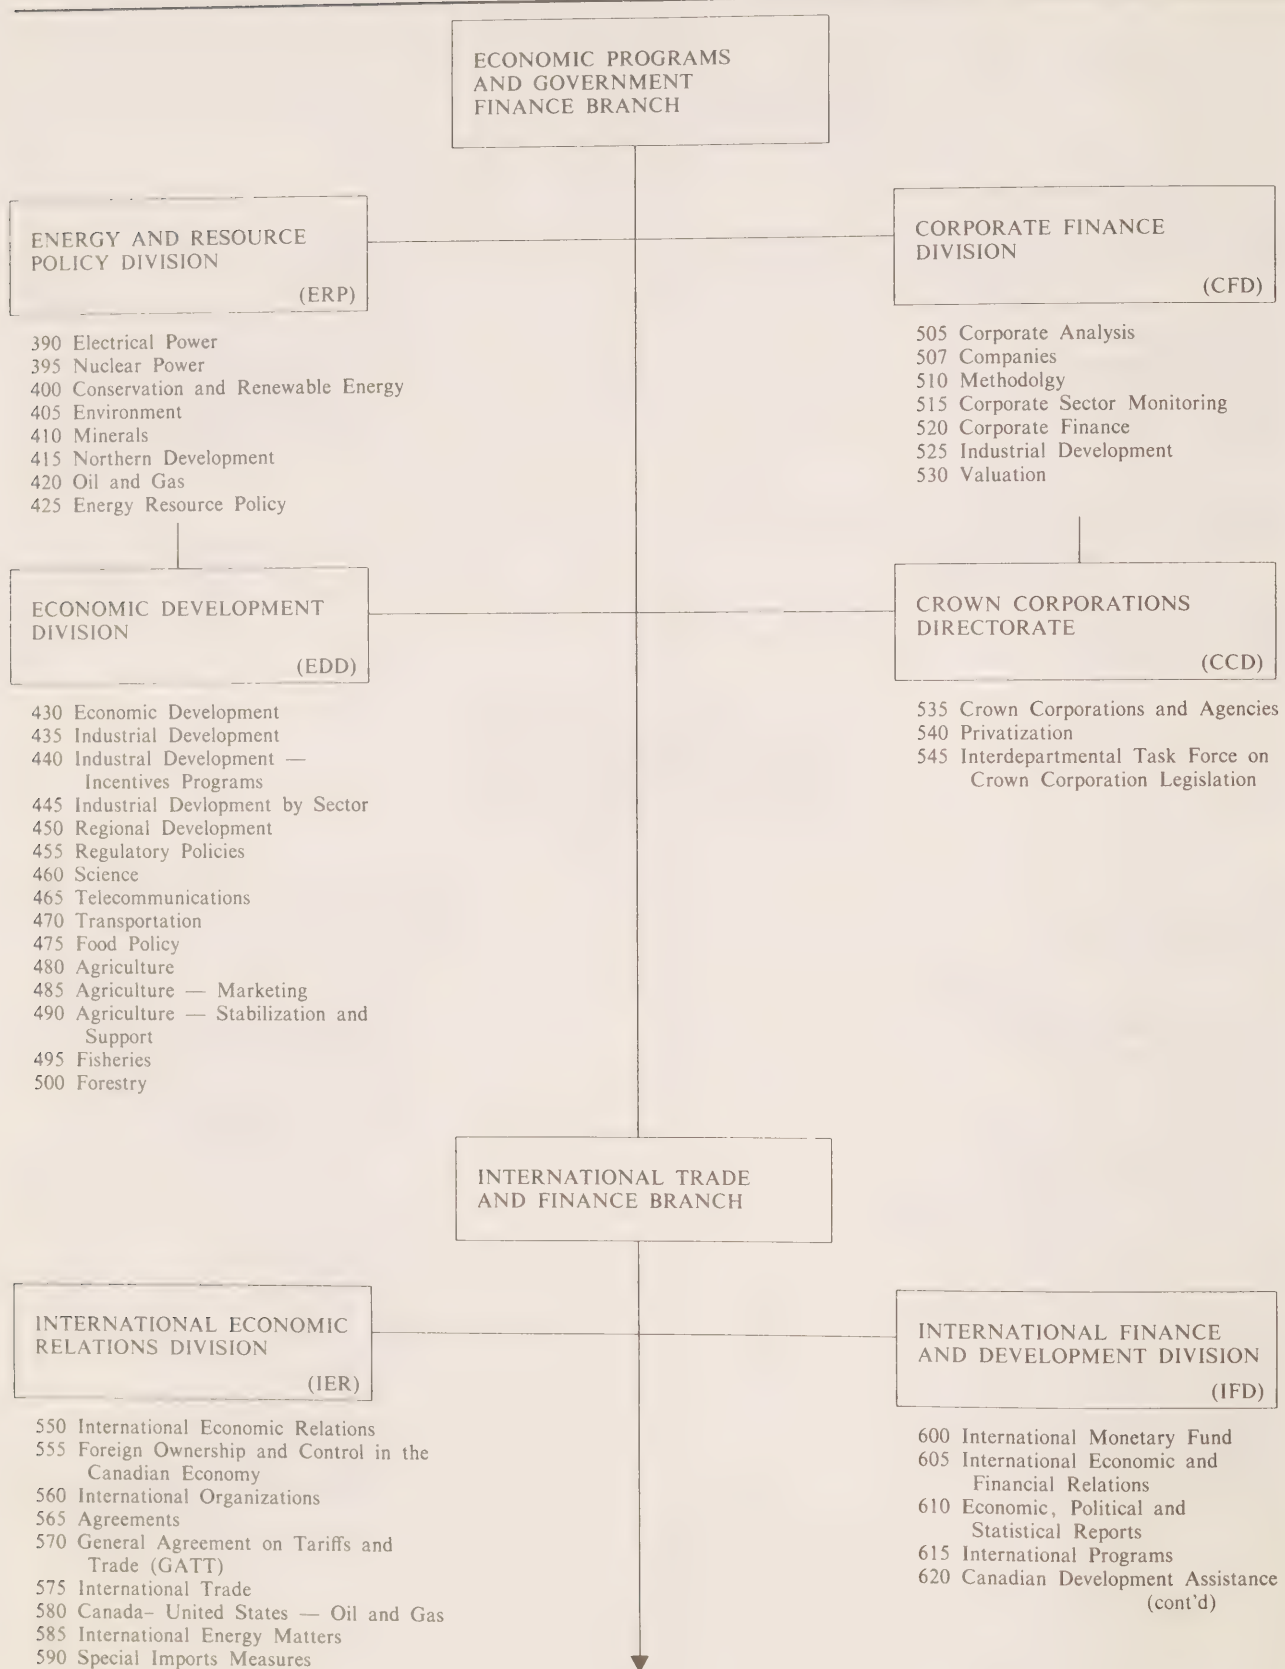 ECONOMIC PROGRAMS
AND GOVERNMENT
FINANCE BRANCH
ENERGY AND RESOURCE
POLICY DIVISION
(ERP)
390 Electrical Power
395 Nuclear Power
400 Conservation and Renewable Energy
405 Environment
410 Minerals
415 Northern Development
420 Oil and Gas
425 Energy Resource Policy
CORPORATE FINANCE
DIVISION
(CFD)
505 Corporate Analysis
507 Companies
510 Methodolgy
515 Corporate Sector Monitoring
520 Corporate Finance
525 Industrial Development
530 Valuation
ECONOMIC DEVELOPMENT
DIVISION
(EDD)
430 Economic Development
435 Industrial Development
440 Industral Development —
Incentives Programs
445 Industrial Devlopment by Sector
450 Regional Development
455 Regulatory Policies
460 Science
465 Telecommunications
470 Transportation
475 Food Policy
480 Agriculture
485 Agriculture — Marketing
490 Agriculture — Stabilization and
Support
495 Fisheries
500 Forestry
CROWN CORPORATIONS
DIRECTORATE
(CCD)
535 Crown Corporations and Agencies
540 Privatization
545 Interdepartmental Task Force on
Crown Corporation Legislation
INTERNATIONAL TRADE
AND FINANCE BRANCH
INTERNATIONAL ECONOMIC
RELATIONS DIVISION
(IER)
550 International Economic Relations
555 Foreign Ownership and Control in the
Canadian Economy
560 International Organizations
565 Agreements
570 General Agreement on Tariffs and
Trade (GATT)
575 International Trade
580 Canada– United States — Oil and Gas
585 International Energy Matters
590 Special Imports Measures
INTERNATIONAL FINANCE
AND DEVELOPMENT DIVISION
(IFD)
600 International Monetary Fund
605 International Economic and
Financial Relations
610 Economic, Political and
Statistical Reports
615 International Programs
620 Canadian Development Assistance
(cont'd)